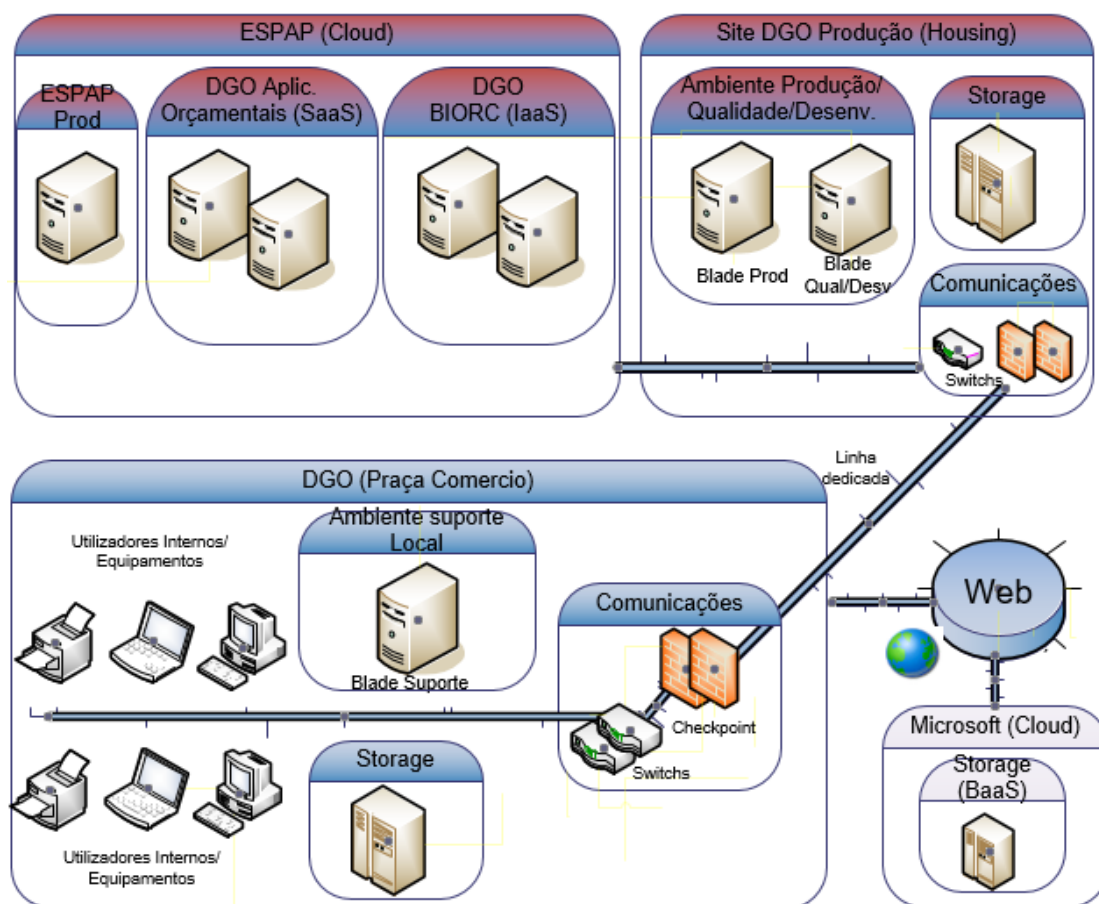 ESPAP (Cloud)
ESPAP
Prod
DGO Aplic.
Orçamentais (SaaS)
DGO
BIORC (IaaS)
Site DGO Produção (Housing)
Ambiente Produção/
Qualidade/Desenv.
Blade Prod
Blade
Qual/Desv
Storage
Comunicações
Switchs
Linha
dedicada
DGO (Praça Comercio)
Utilizadores Internos/
Equipamentos
Ambiente suporte
Local
Blade Suporte
Comunicações
Checkpoint
Switchs
Storage
Utilizadores Internos/
Equipamentos
Web
Microsoft (Cloud)
Storage
(BaaS)